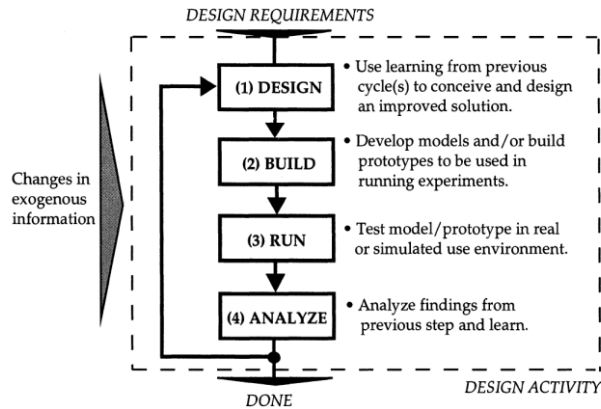 DESIGN REQUIREMENTS
(1) DESIGN
• Use learning from previous
cycle(s) to conceive and design
an improved solution.
(2) BUILD
• Develop models and/or build
prototypes to be used in
running experiments.
Changes in
exogenous
information
(3) RUN
• Test model/prototype in real
or simulated use environment.
(4) ANALYZE
• Analyze findings from
previous step and learn.
DONE
DESIGN ACTIVITY